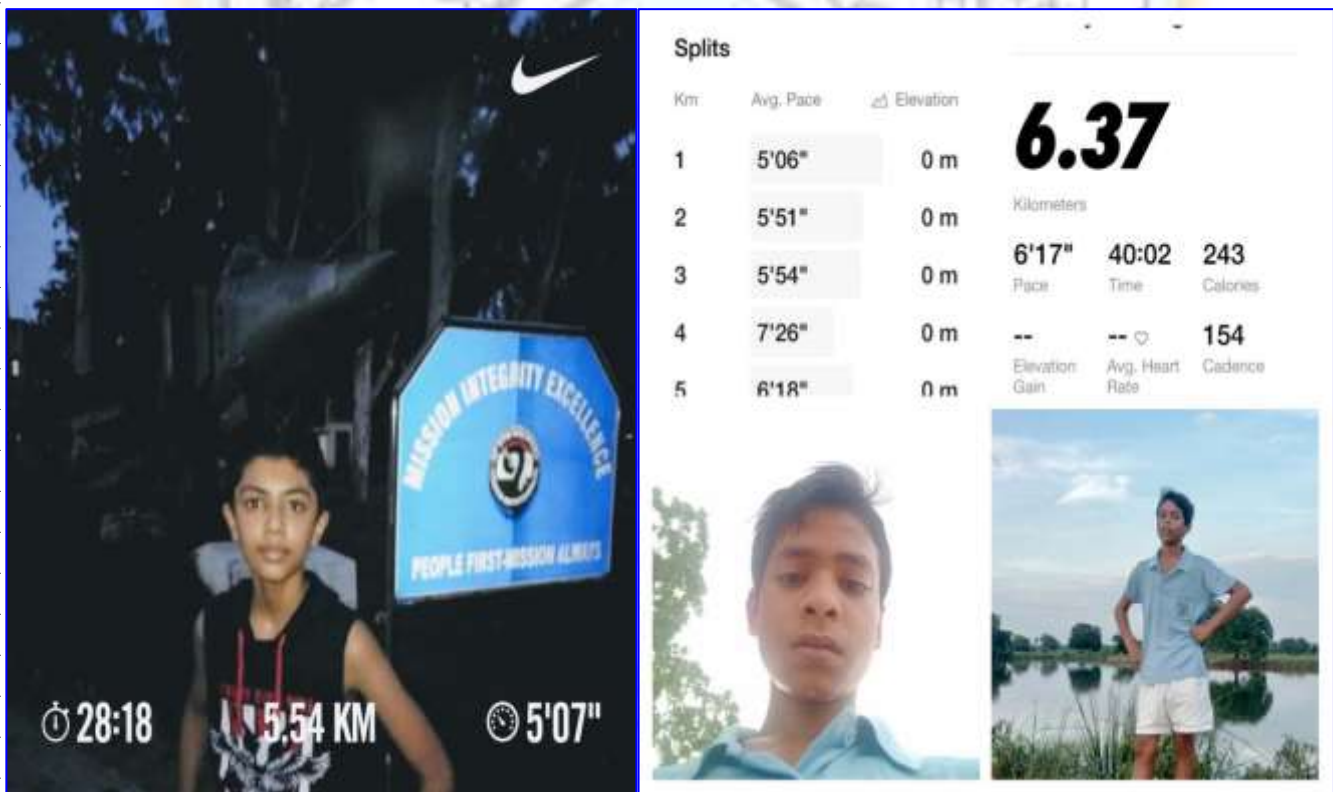 MISSION INTEGRITY EXCELLENCE
PEOPLE FIRST-MISSION ALWAYS
28:18
5.54 KM
5'07"
Splits
Km Avg. Pace Elevation
1 5'06" 0 m
2 5'51" 0 m
3 5'54" 0 m
4 7'26" 0 m
5 6'18" 0 m
6.37
Kilometers
6'17" 40:02 243
Pace Time Calories
-- -- 154
Elevation Gain
Avg. Heart Rate
Cadence